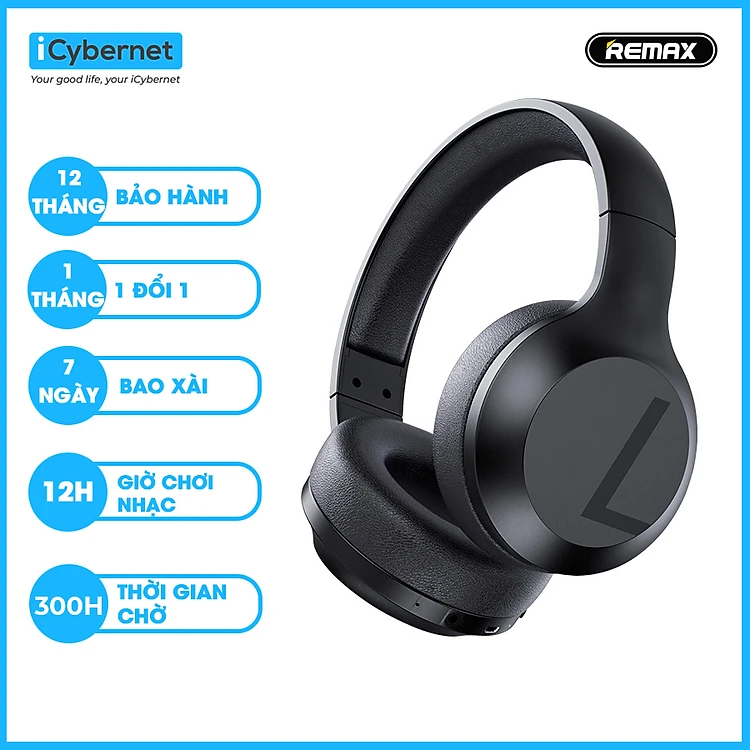 iCybernet
Your good life, your iCybernet
REMAX
12
THÁNG
BẢO HÀNH
1
THÁNG
1 ĐỔI 1
7
NGÀY
BAO XÀI
12H
GIỜ CHƠI
NHẠC
300H
THỜI GIAN
CHỜ
L